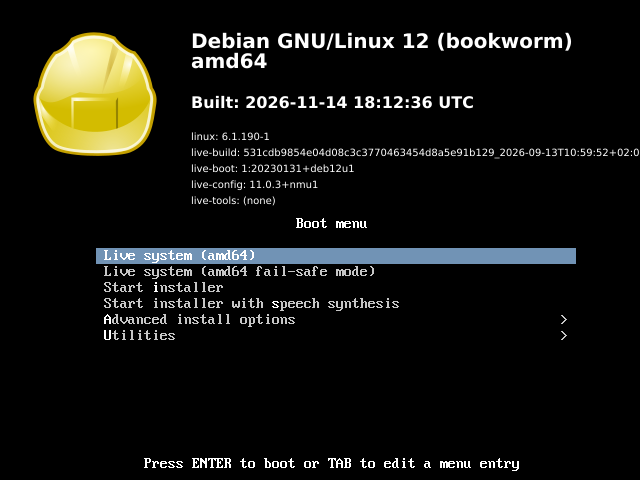 Debian GNU/Linux 12 (bookworm)
amd64
Built: 2026-11-14 18:12:36 UTC
linux: 6.1.190-1
live-build: 531cdb9854e04d08c3c3770463454d8a5e91b129_2026-09-13T10:59:52+02:0
live-boot: 1:20230131+deb12u1
live-config: 11.0.3+nmu1
live-tools: (none)
Boot menu
Live system (amd64)
Live system (amd64 fail-safe mode)
Start installer
Start installer with speech synthesis
Advanced install options >
Utilities >
Press ENTER to boot or TAB to edit a menu entry